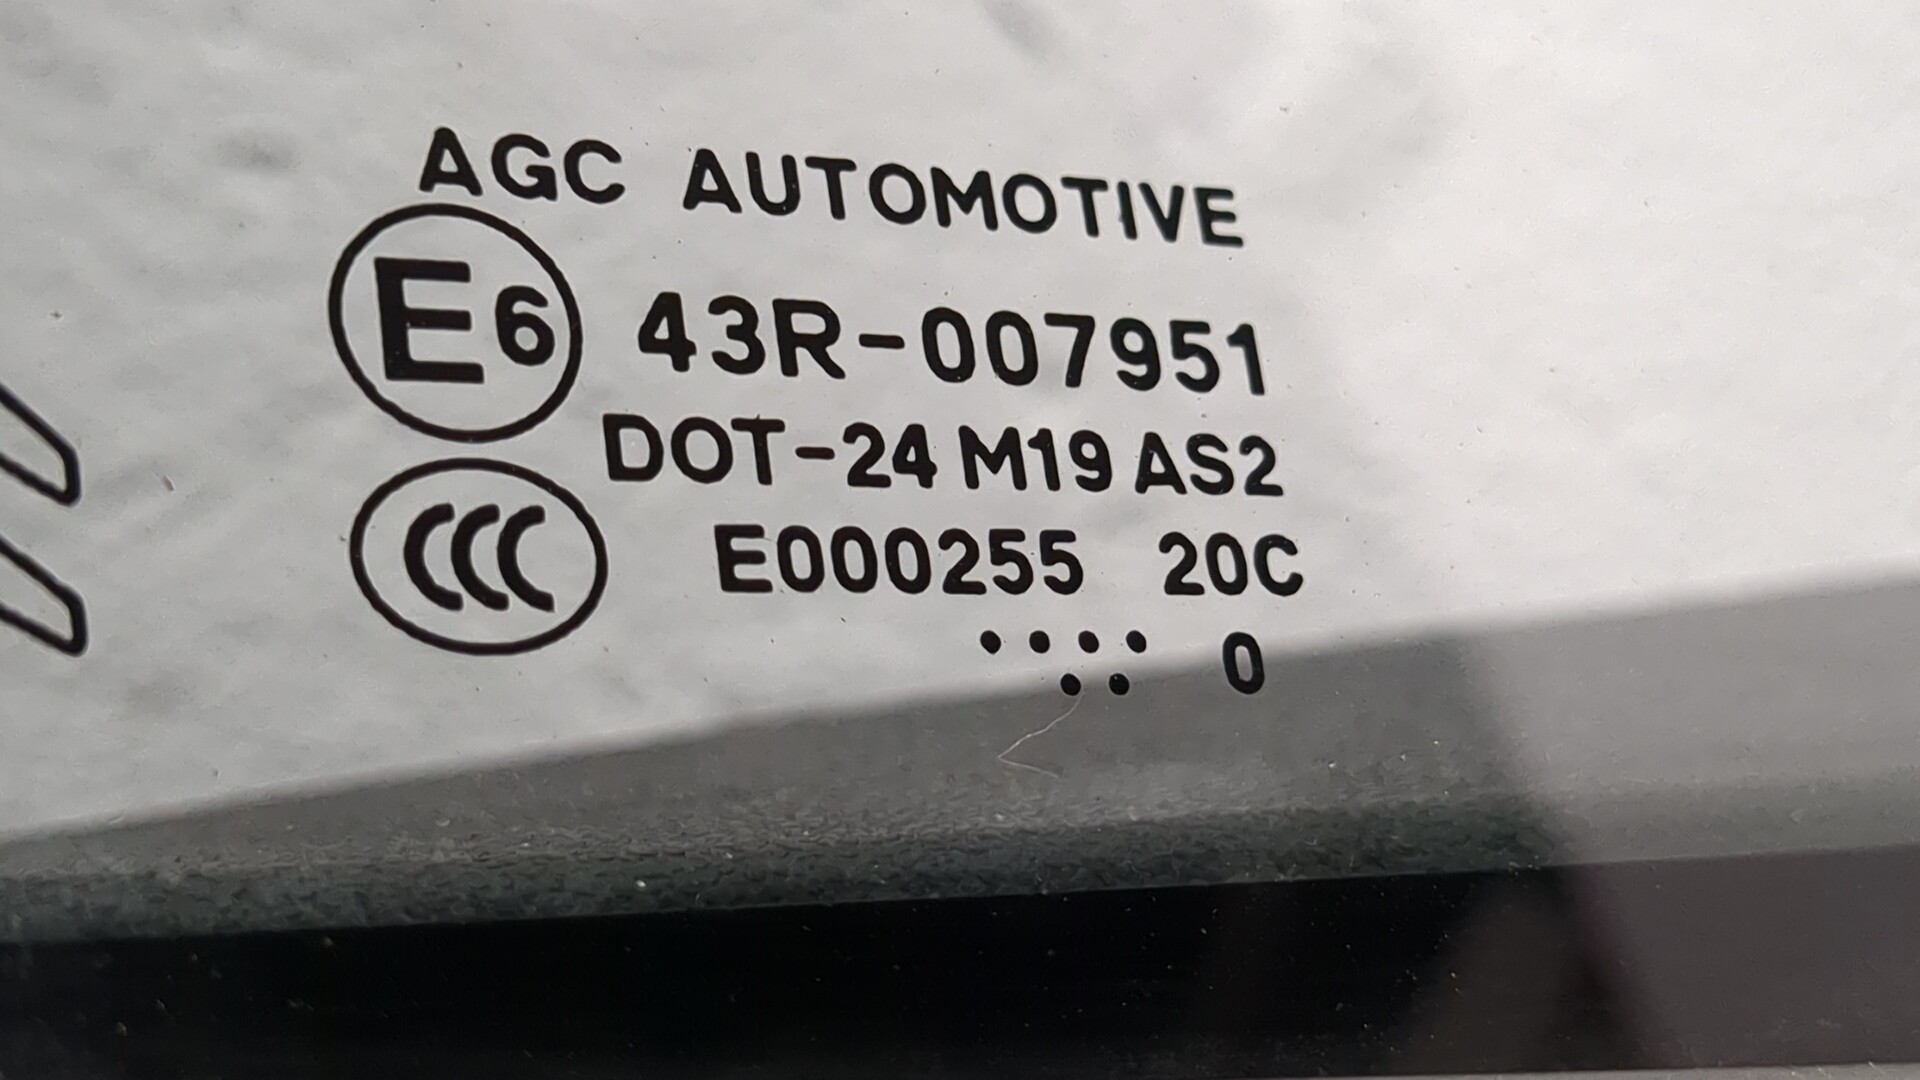 AGC AUTOMOTIVE
E6 43R-007951
DOT-24 M19 AS2
CCC E000255 20C
.... 0
..